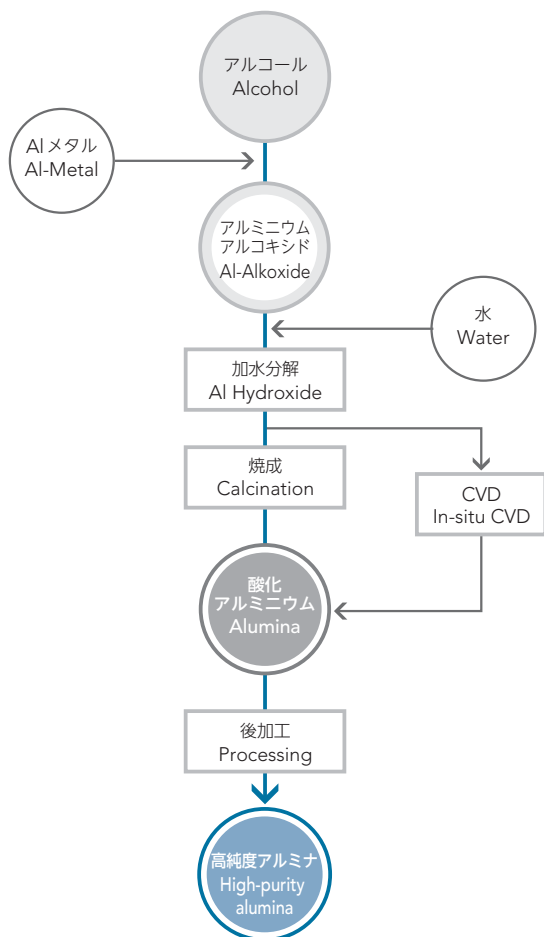 アルコール
Alcohol
Alメタル
Al-Metal
アルミニウム
アルコキシド
Al-Alkoxide
水
Water
加水分解
Al Hydroxide
焼成
Calcination
CVD
In-situ CVD
酸化
アルミニウム
Alumina
後加工
Processing
高純度アルミナ
High-purity
alumina